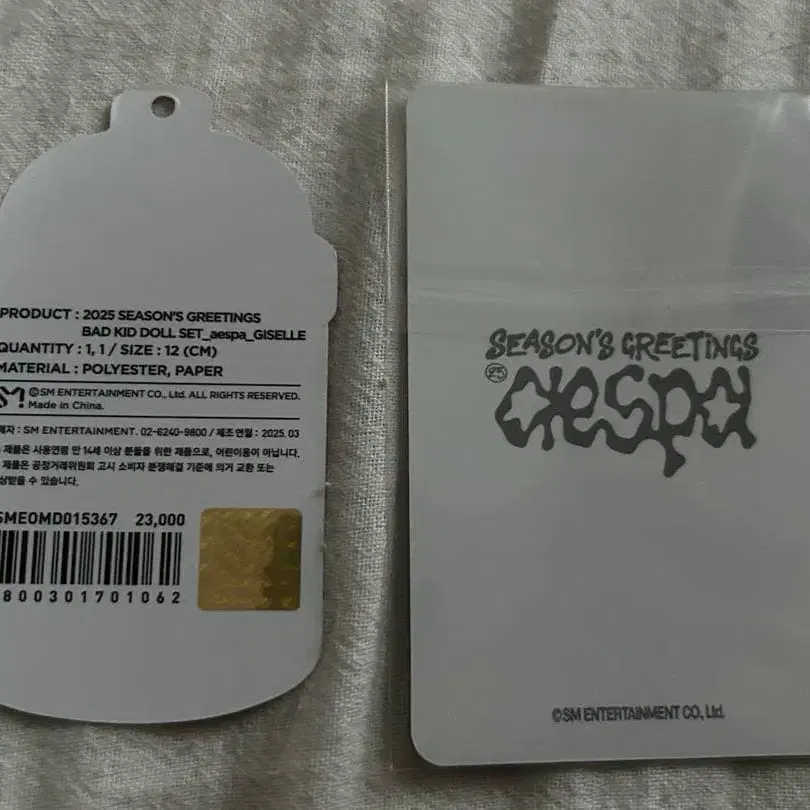 PRODUCT : 2025 SEASON'S GREETINGS
BAD KID DOLL SET_aespa_GISELLE
QUANTITY : 1, 1 / SIZE : 12 (CM)
MATERIAL : POLYESTER, PAPER
SM! ©SM ENTERTAINMENT CO., Ltd. ALL RIGHTS RESERVED.
Made in China.
매자 : SM ENTERTAINMENT. 02-6240-9800 / 제조 연월 : 2025. 03
제품은 사용연령 만 14세 이상 분들을 위한 제품으로, 어린이용이 아닙니다.
제품은 공정거래위원회 고시 소비자 분쟁해결 기준에 의거 교환 또는
상받을 수 있습니다.
SMEOMD015367 23,000
800301701062
SEASON'S GREETINGS
25 aespa
©SM ENTERTAINMENT CO., Ltd.